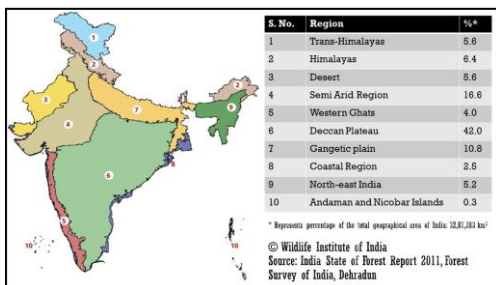 1
2
2
3
9
4
7
8
6
5
10
10
S. No. Region %*
1 Trans-Himalayas 5.6
2 Himalayas 6.4
3 Desert 5.6
4 Semi Arid Region 16.6
5 Western Ghats 4.0
6 Deccan Plateau 42.0
7 Gangetic plain 10.8
8 Coastal Region 2.5
9 North-east India 5.2
10 Andaman and Nicobar Islands 0.3
* Represents percentage of the total geographical area of India: 32,87,263 km²
© Wildlife Institute of India
Source: India State of Forest Report 2011, Forest
Survey of India, Dehradun